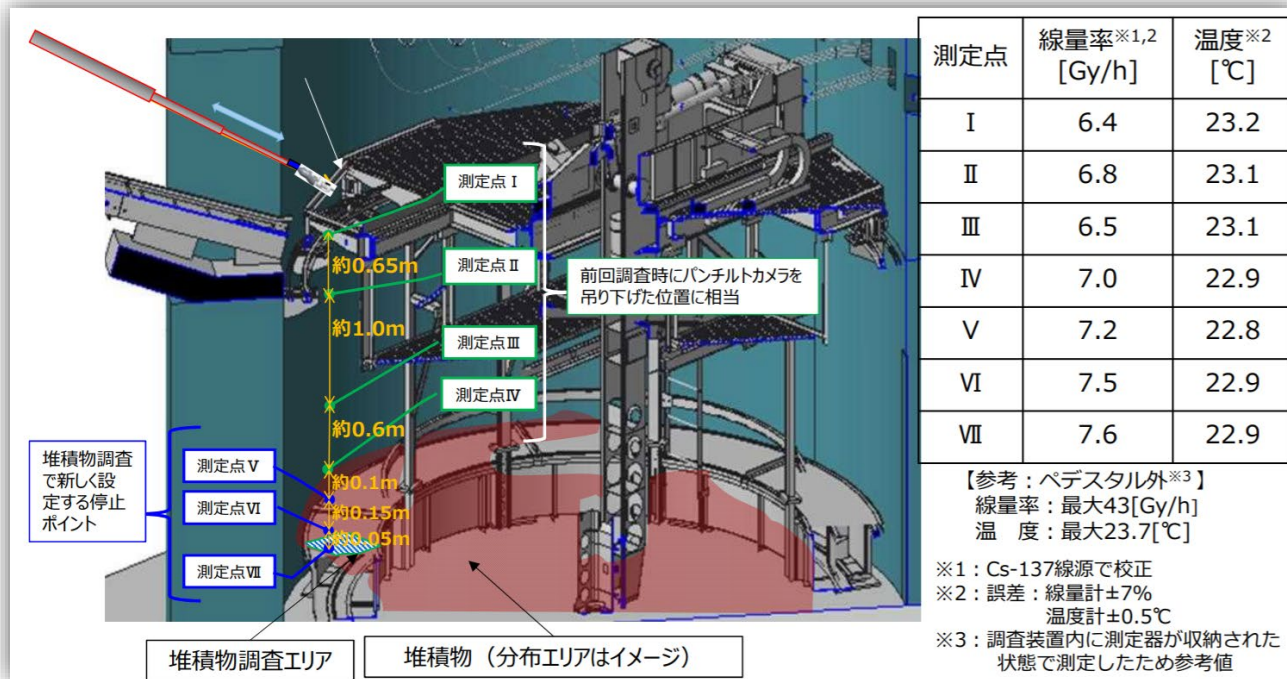 測定点Ⅰ
測定点Ⅱ
測定点Ⅲ
測定点Ⅳ
約0.65m
約1.0m
約0.6m
約0.1m
約0.15m
約0.05m
前回調査時にパンチルトカメラを
吊り下げた位置に相当
堆積物調査
で新しく設
定する停止
ポイント
測定点Ⅴ
測定点Ⅵ
測定点Ⅶ
堆積物調査エリア
堆積物（分布エリアはイメージ）
測定点 線量率※1,2 温度※2
[Gy/h] [℃]
Ⅰ 6.4 23.2
Ⅱ 6.8 23.1
Ⅲ 6.5 23.1
Ⅳ 7.0 22.9
Ⅴ 7.2 22.8
Ⅵ 7.5 22.9
Ⅶ 7.6 22.9
【参考：ペデスタル外※3】
線量率：最大43[Gy/h]
温　度：最大23.7[℃]
※1：Cs-137線源で校正
※2：誤差：線量計±7%
温度計±0.5℃
※3：調査装置内に測定器が収納された
状態で測定したため参考値